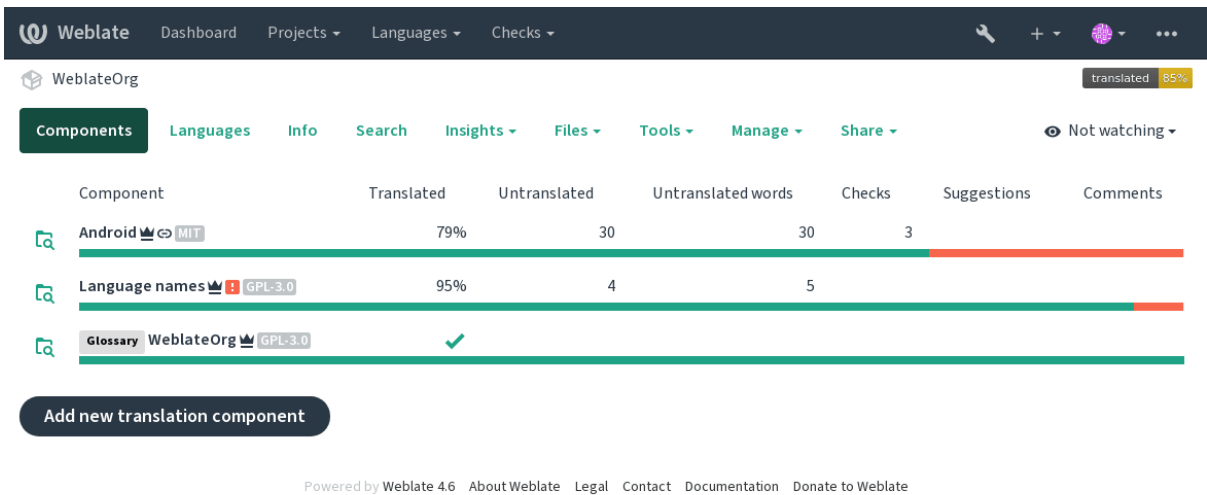 Weblate Dashboard Projects Languages Checks
WeblateOrg translated 85%
Components Languages Info Search Insights Files Tools Manage Share Not watching
Component Translated Untranslated Untranslated words Checks Suggestions Comments
Android MIT 79% 30 30 3
Language names GPL-3.0 95% 4 5
Glossary WeblateOrg GPL-3.0
Add new translation component
Powered by Weblate 4.6 About Weblate Legal Contact Documentation Donate to Weblate